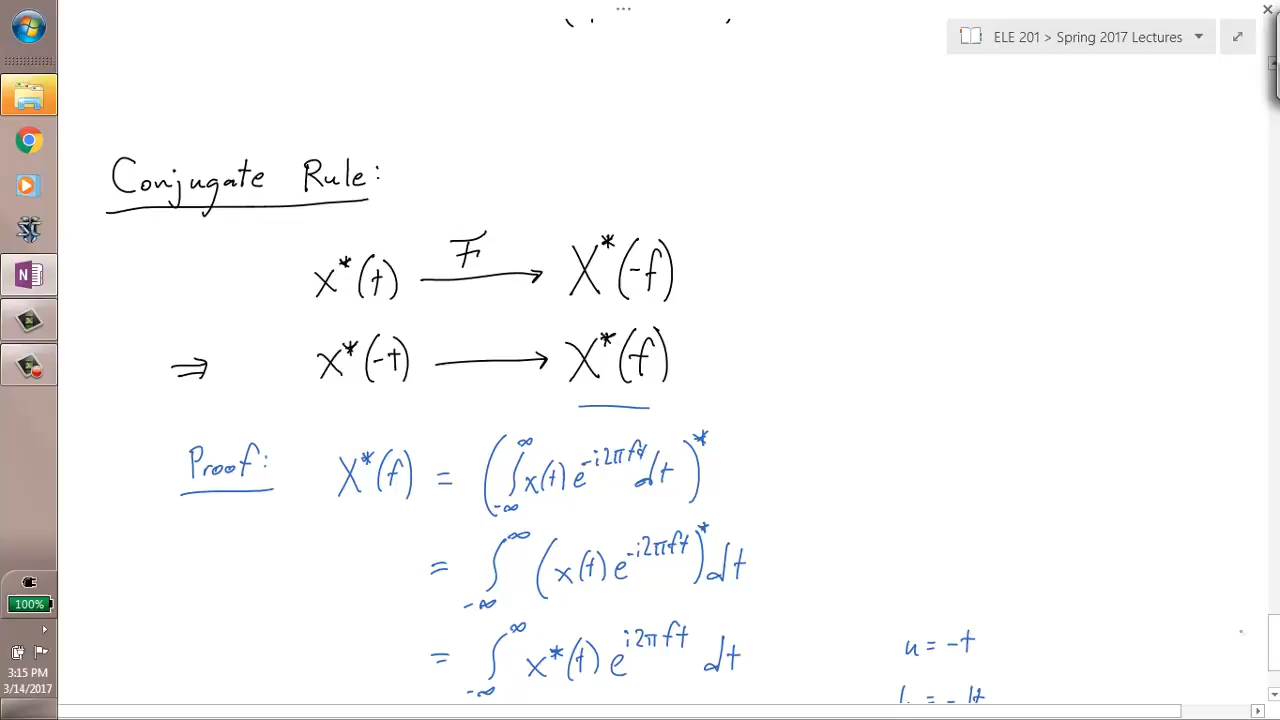 ELE 201 > Spring 2017 Lectures
Conjugate Rule:
x*(t) —F→ X*(-f)
⇒ x*(-t) ⟶ X*(f)
Proof: X*(f) = (∫_{-∞}^{∞} x(t) e^{-i2πft} dt)*
= ∫_{-∞}^{∞} (x(t) e^{-i2πft})* dt
= ∫_{-∞}^{∞} x*(t) e^{i2πft} dt
u = -t
100%
3:15 PM
3/14/2017